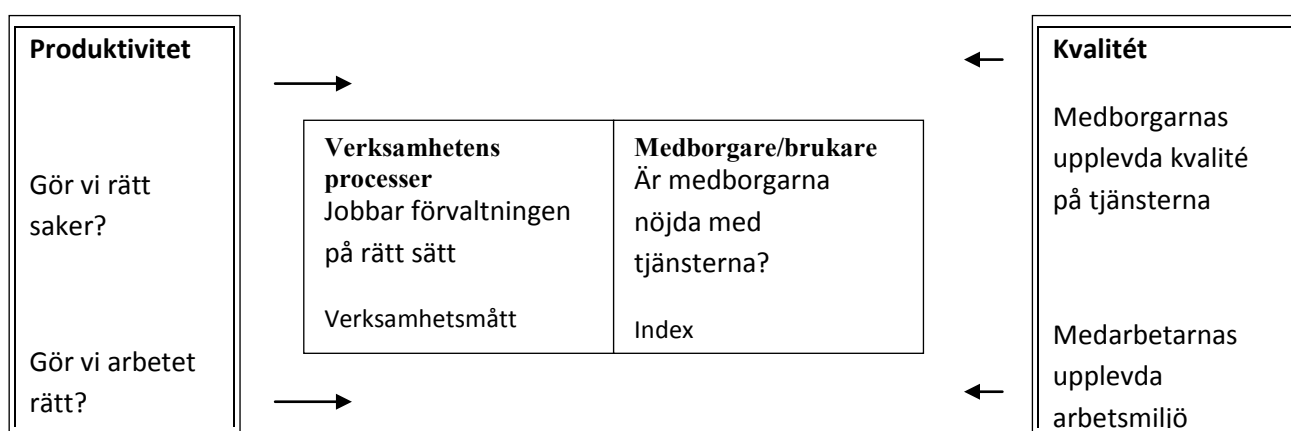 Produktivitet
Gör vi rätt
saker?
Gör vi arbetet
rätt?
Verksamhetens
processer
Jobbar förvaltningen
på rätt sätt
Verksamhetsmått
Medborgare/brukare
Är medborgarna
nöjda med
tjänsterna?
Index
Kvalitét
Medborgarnas
upplevda kvalité
på tjänsterna
Medarbetarnas
upplevda
arbetsmiljö